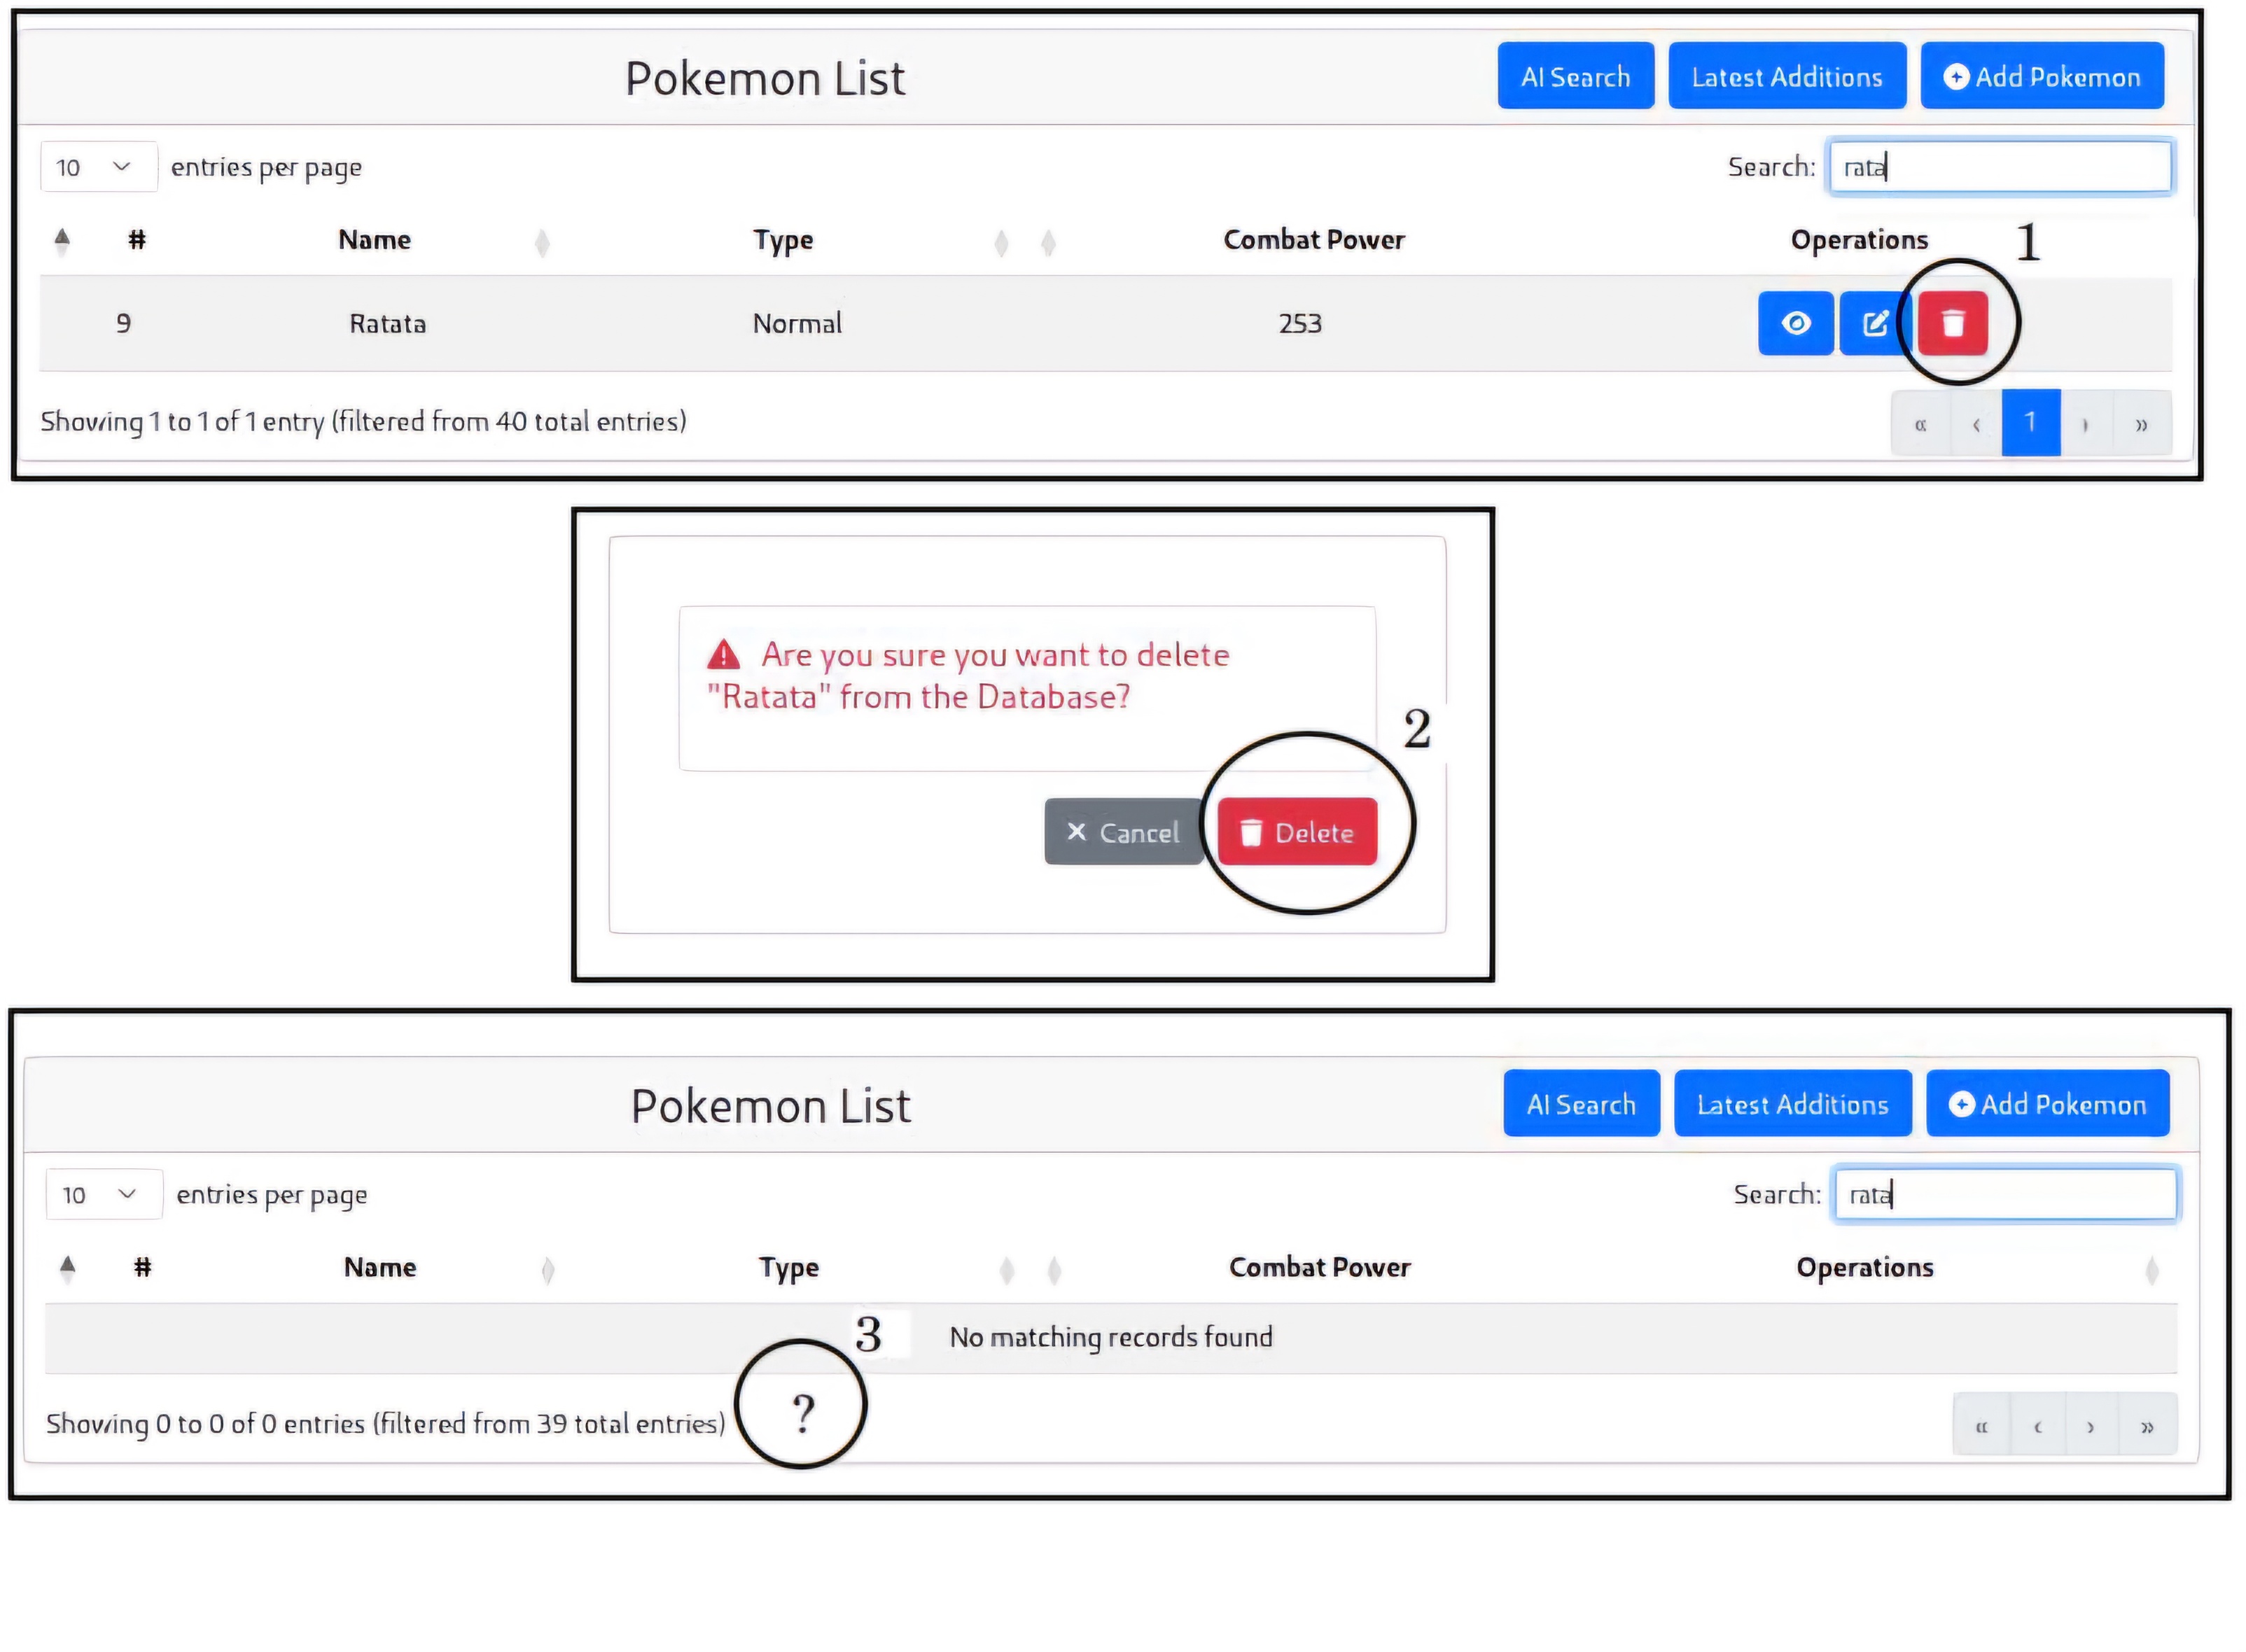 Pokemon List
AI Search
Latest Additions
Add Pokemon
10 entries per page
Search: rata
# Name Type Combat Power Operations 1
9 Ratata Normal 253
Showing 1 to 1 of 1 entry (filtered from 40 total entries)
« ‹ 1 › »
Are you sure you want to delete
"Ratata" from the Database?
2
Cancel
Delete
Pokemon List
AI Search
Latest Additions
Add Pokemon
10 entries per page
Search: rata
# Name Type Combat Power Operations
3 No matching records found
Showing 0 to 0 of 0 entries (filtered from 39 total entries) ?
« ‹ › »